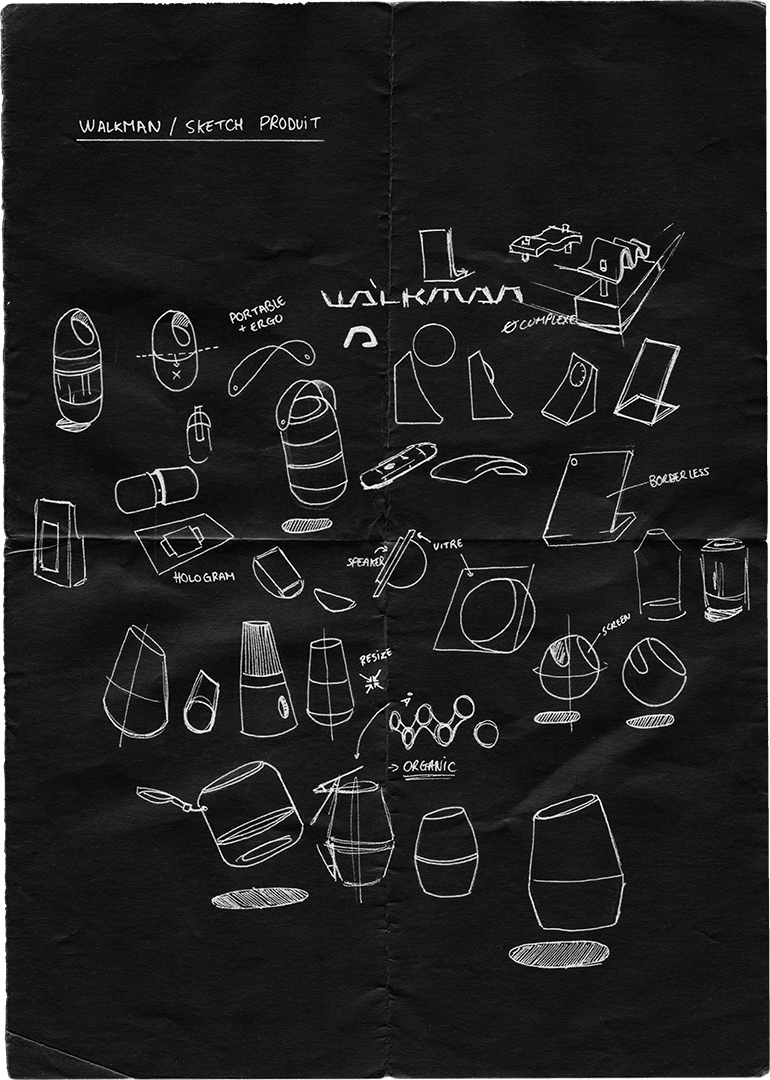 WALKMAN / SKETCH PRODUIT
WALKMAN
PORTABLE
+ ERGO
COMPLEXE
BORDERLESS
SPEAKER
VITRE
HOLOGRAM
SCREEN
RESIZE
→ ORGANIC